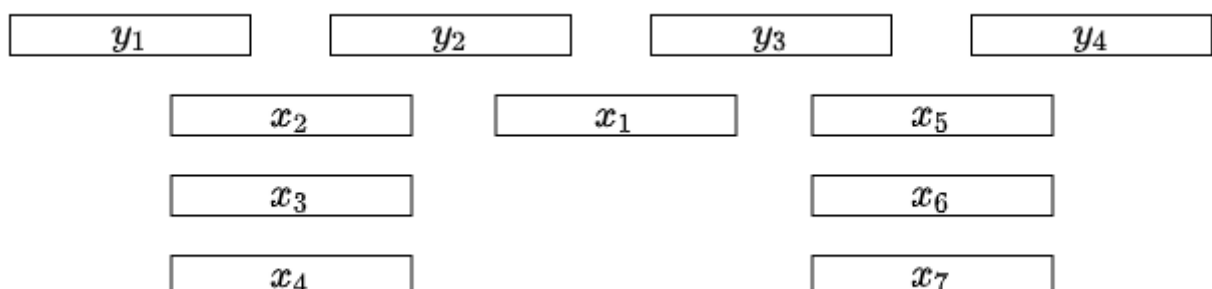 y₁ y₂ y₃ y₄
x₂ x₁ x₅
x₃ x₆
x₄ x₇